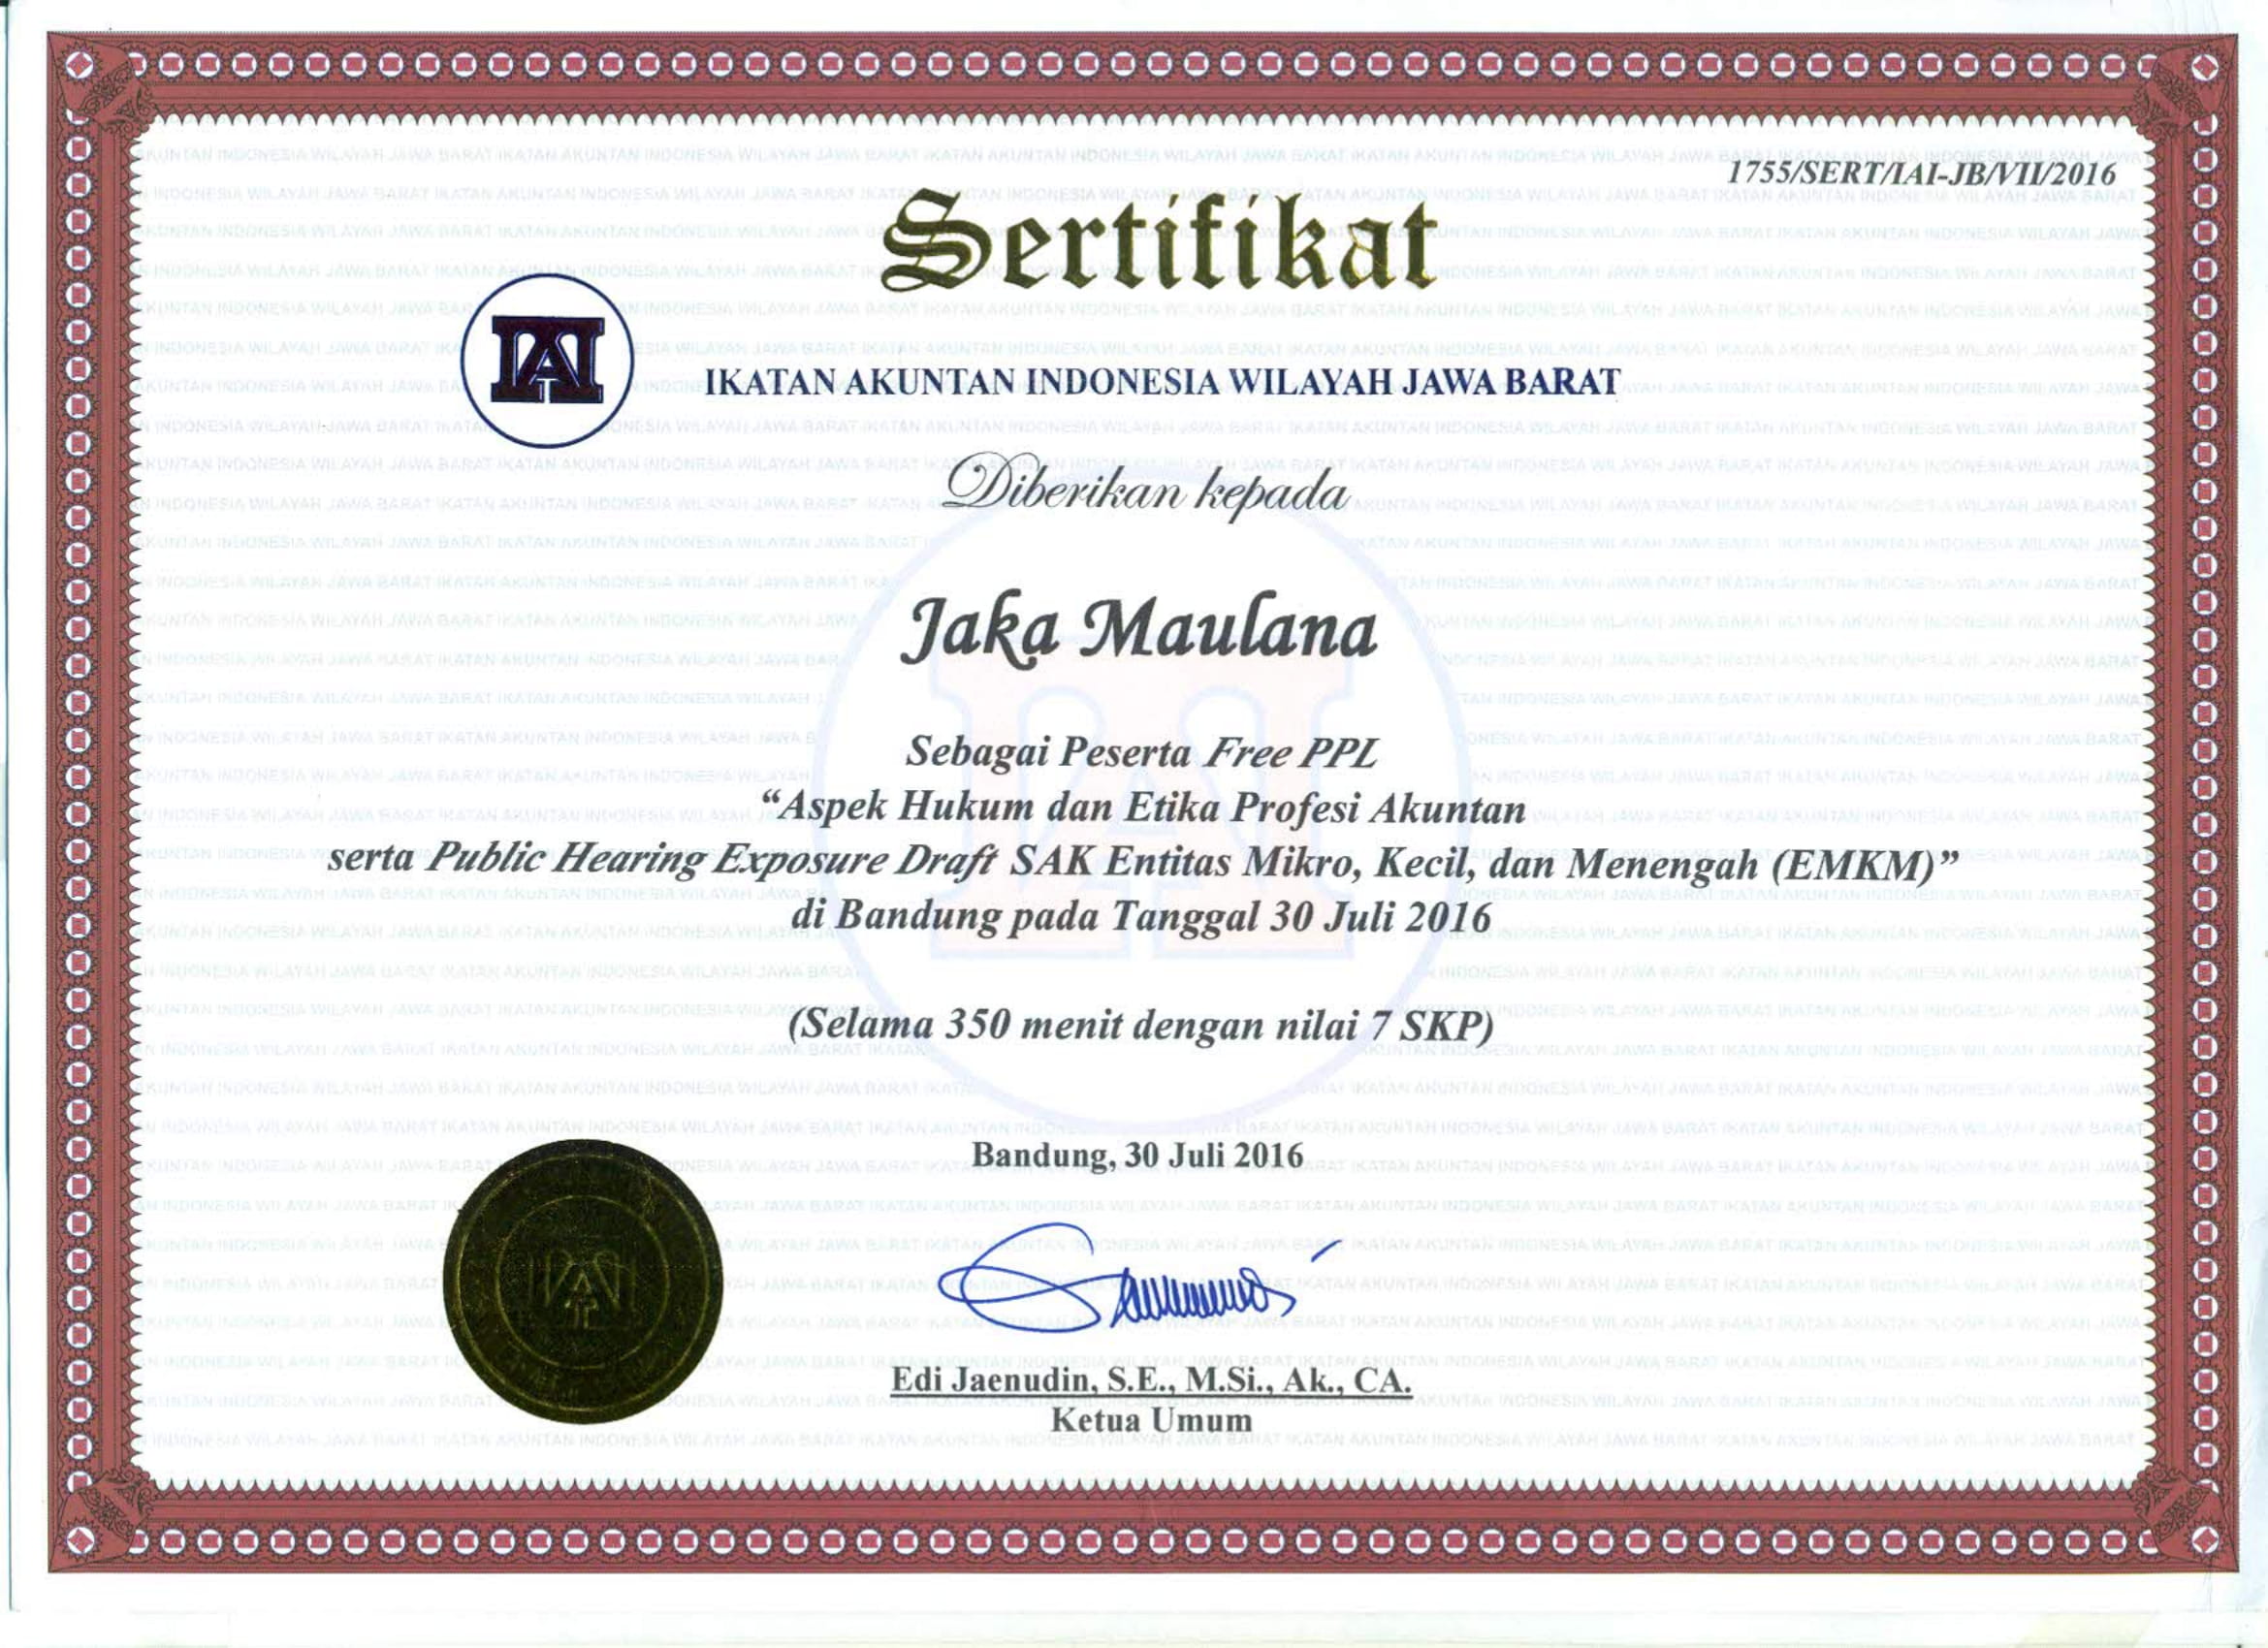 1755/SERT/IAI-JB/VII/2016
Sertifikat
IAI
IKATAN AKUNTAN INDONESIA WILAYAH JAWA BARAT
Diberikan kepada
Jaka Maulana
Sebagai Peserta Free PPL
“Aspek Hukum dan Etika Profesi Akuntan
serta Public Hearing Exposure Draft SAK Entitas Mikro, Kecil, dan Menengah (EMKM)”
di Bandung pada Tanggal 30 Juli 2016
(Selama 350 menit dengan nilai 7 SKP)
Bandung, 30 Juli 2016
Edi Jaenudin, S.E., M.Si., Ak., CA.
Ketua Umum